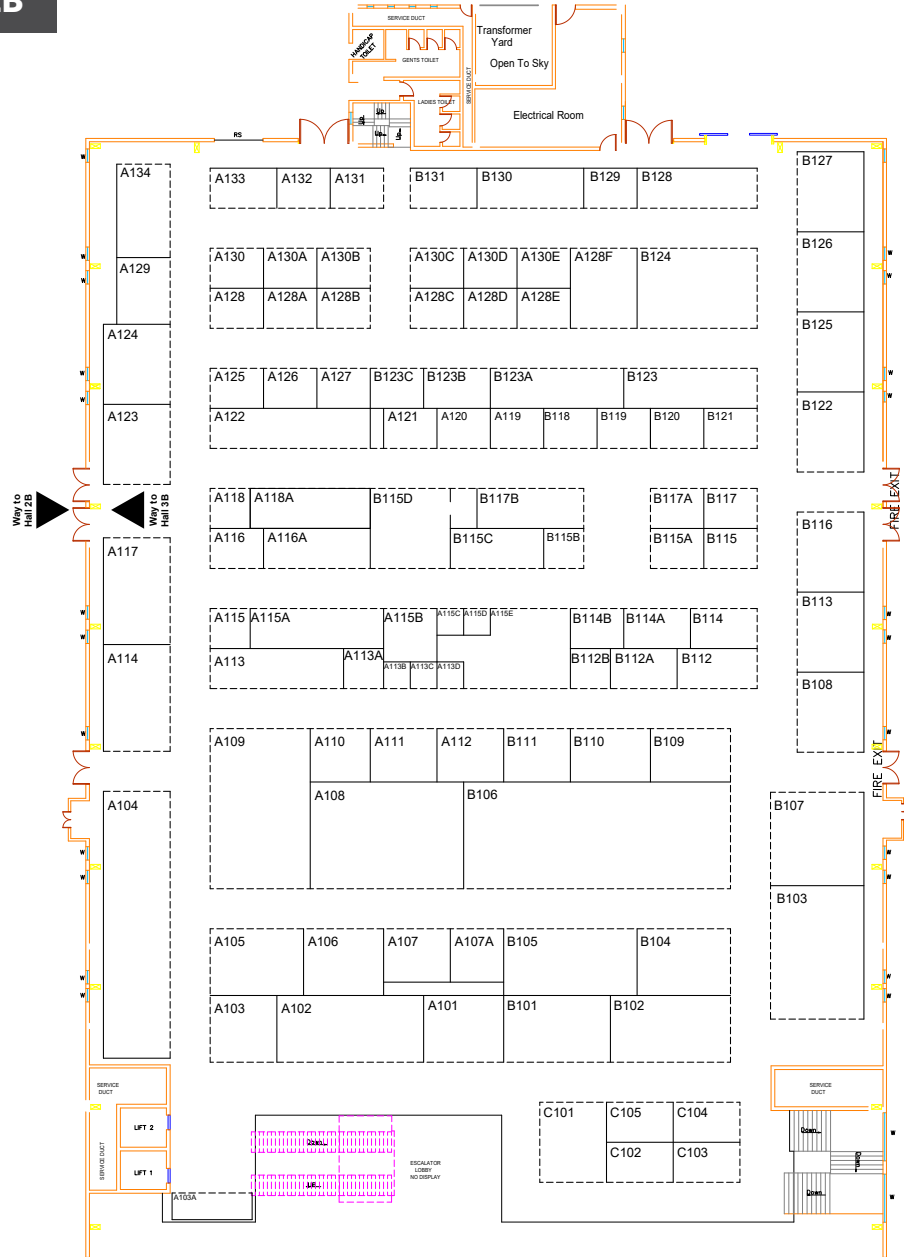 B
SERVICE DUCT
Transformer
Yard
Open To Sky
HANDICAP
TOILET
GENTS TOILET
SERVICE DUCT
LADIES TOILET
Electrical Room
Up
Up
Up
Up
RS
W
W
A134
A133
A132
A131
B131
B130
B129
B128
B127
A129
A130
A130A
A130B
A130C
A130D
A130E
A128F
B124
B126
W
W
W
W
A128
A128A
A128B
A128C
A128D
A128E
A124
B125
A125
A126
A127
B123C
B123B
B123A
B123
W
W
W
W
A123
A122
A121
A120
A119
B118
B119
B120
B121
B122
Way to
Hall 2B
Way to
Hall 3B
A118
A118A
B115D
B117B
B117A
B117
FIRE EXIT
A116
A116A
B115C
B115B
B115A
B115
B116
A117
A115
A115A
A115B
A115C
A115D
A115E
B114B
B114A
B114
B113
W
W
W
W
A114
A113
A113A
A113B
A113C
A113D
B112B
B112A
B112
B108
W
W
A109
A110
A111
A112
B111
B110
B109
FIRE EXIT
A104
A108
B106
B107
W
W
W
W
B103
A105
A106
A107
A107A
B105
B104
W
W
W
W
A103
A102
A101
B101
B102
SERVICE
DUCT
SERVICE
DUCT
C101
C105
C104
LIFT 2
Down
Down
W
C102
C103
SERVICE DUCT
LIFT 1
ESCALATOR
LOBBY
NO DISPLAY
Down
UP
Down
W
A103A